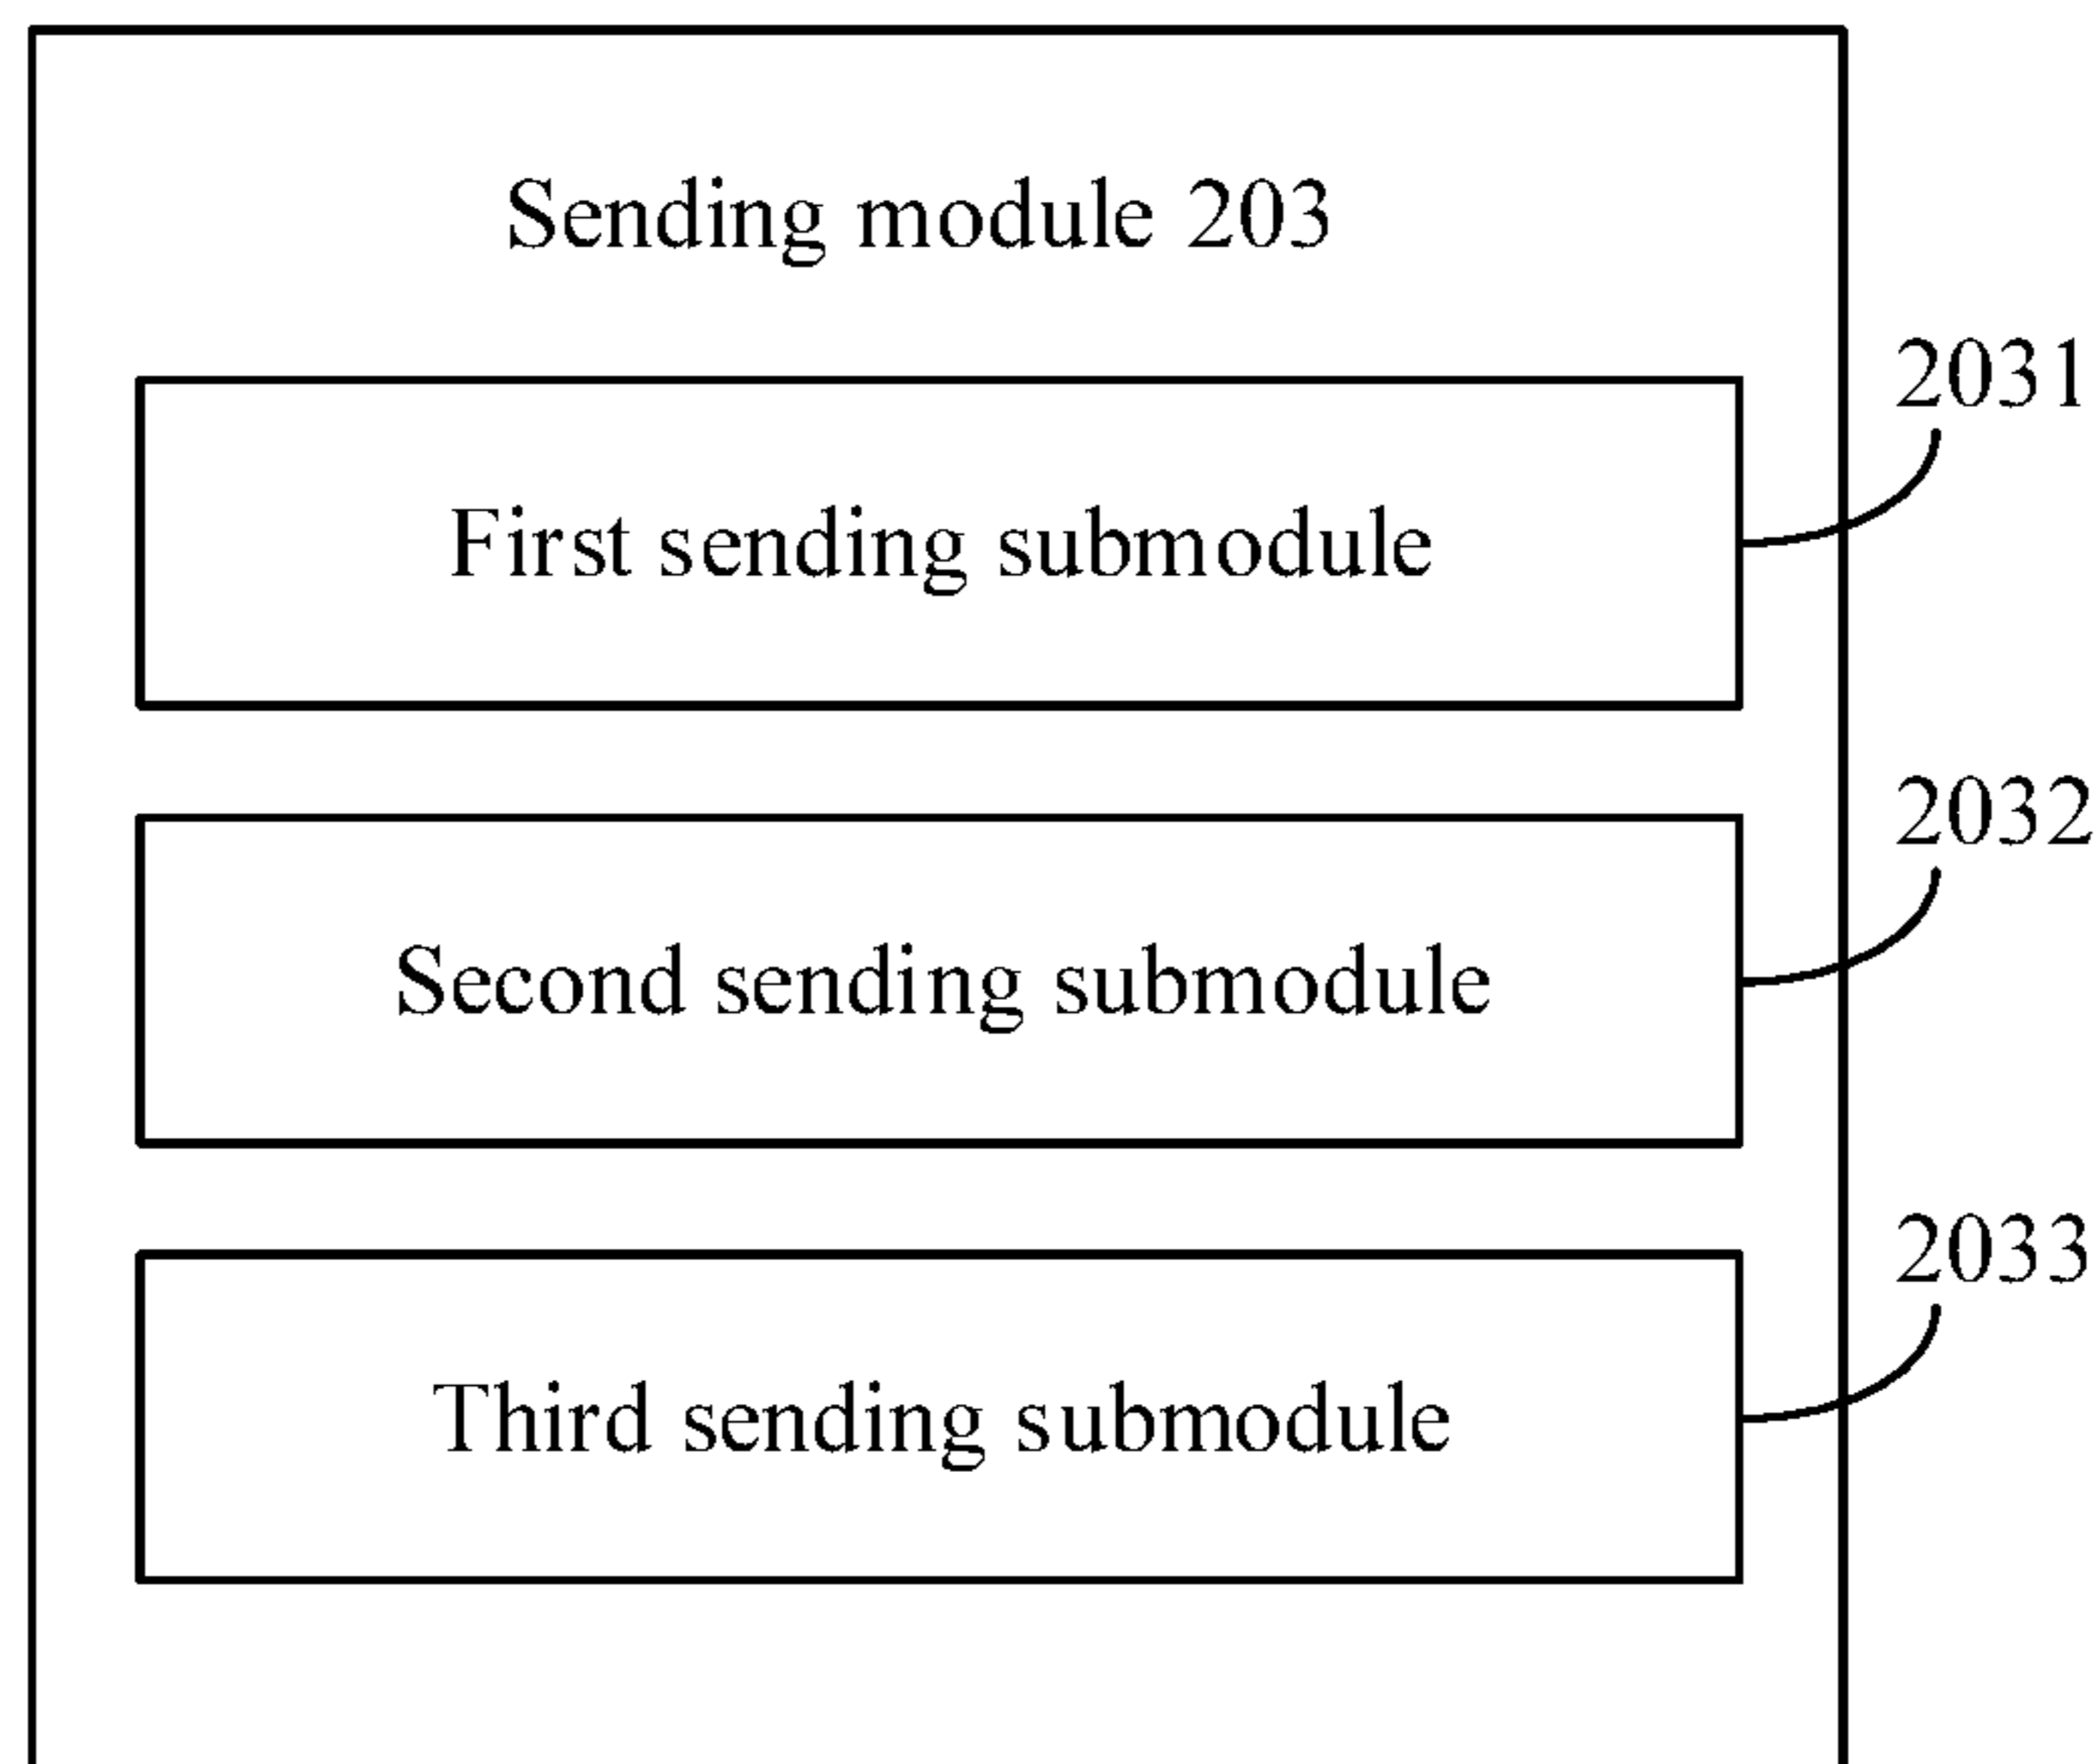 Sending module 203
2031
First sending submodule
2032
Second sending submodule
2033
Third sending submodule